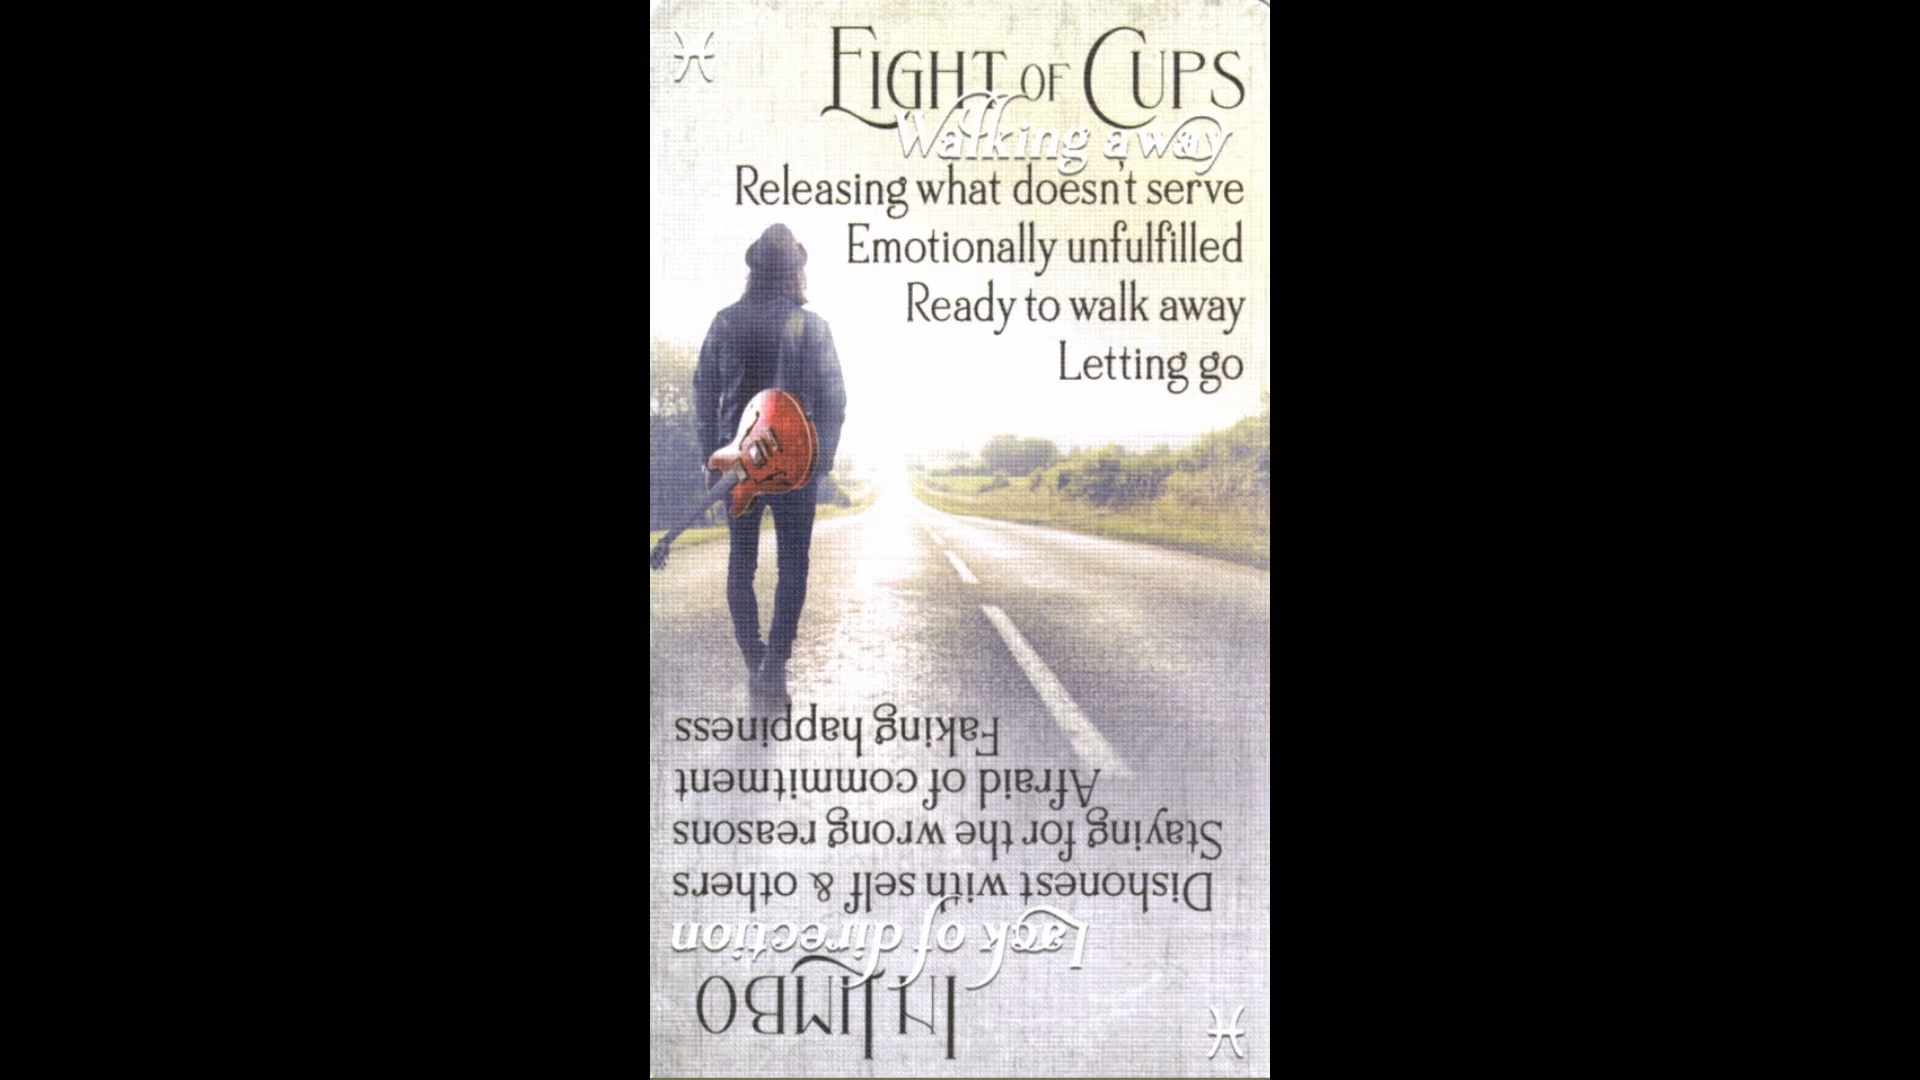 Eight of Cups
Walking away
Releasing what doesn't serve
Emotionally unfulfilled
Ready to walk away
Letting go
In Limbo
Lack of direction
Dishonest with self & others
Staying for the wrong reasons
Afraid of commitment
Faking happiness